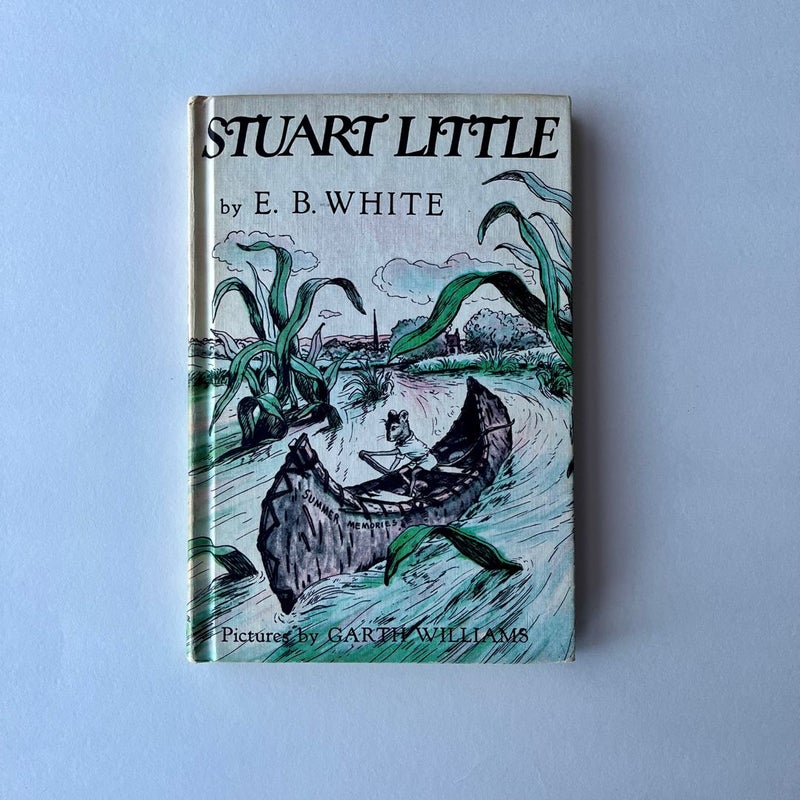 STUART LITTLE
by E. B. WHITE
SUMMER MEMORIES
Pictures by GARTH WILLIAMS